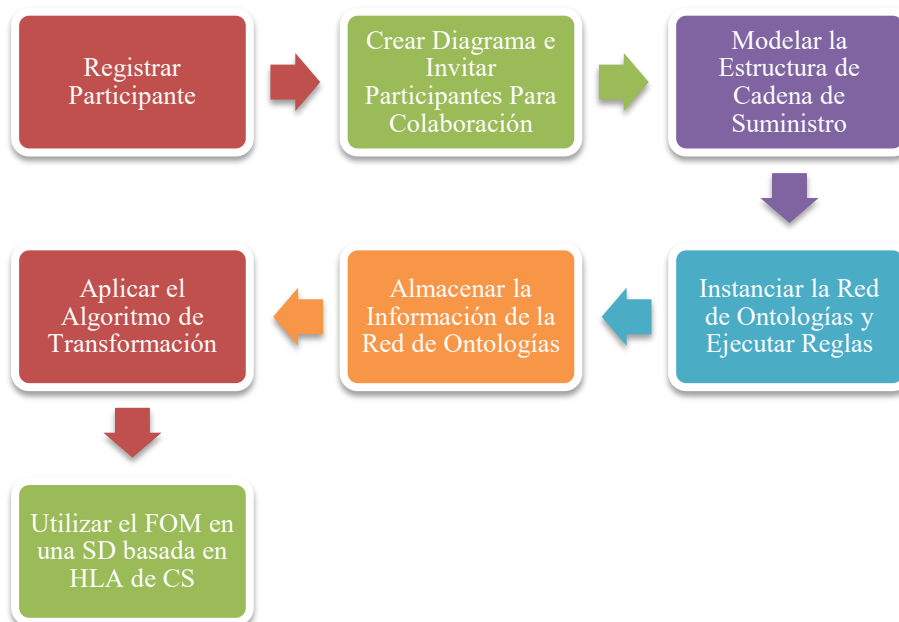 Registrar
Participante
Crear Diagrama e
Invitar
Participantes Para
Colaboración
Modelar la
Estructura de
Cadena de
Suministro
Instanciar la Red
de Ontologías y
Ejecutar Reglas
Almacenar la
Información de la
Red de Ontologías
Aplicar el
Algoritmo de
Transformación
Utilizar el FOM en
una SD basada en
HLA de CS